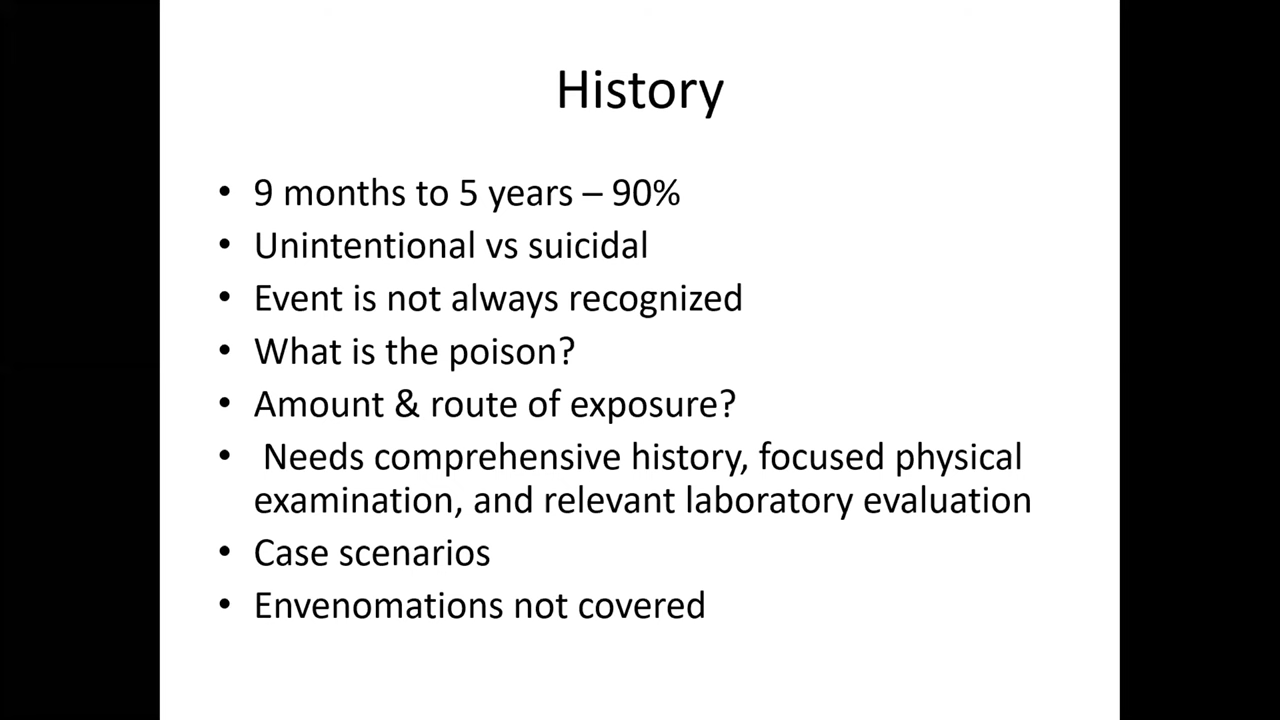 History
• 9 months to 5 years – 90%
• Unintentional vs suicidal
• Event is not always recognized
• What is the poison?
• Amount & route of exposure?
• Needs comprehensive history, focused physical
examination, and relevant laboratory evaluation
• Case scenarios
• Envenomations not covered